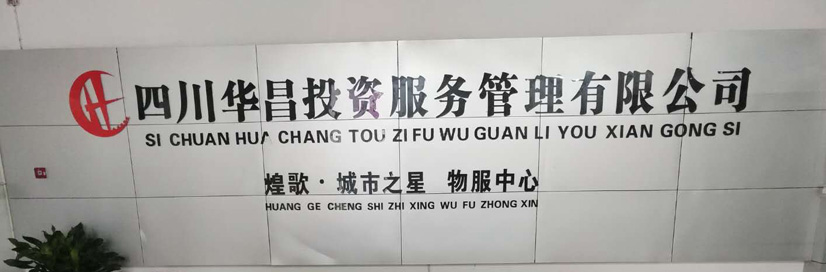 四川华昌投资服务管理有限公司
SI CHUAN HUA CHANG TOU ZI FU WU GUAN LI YOU XIAN GONG SI
煌歌·城市之星 物服中心
HUANG GE CHENG SHI ZHI XING WU FU ZHONG XIN